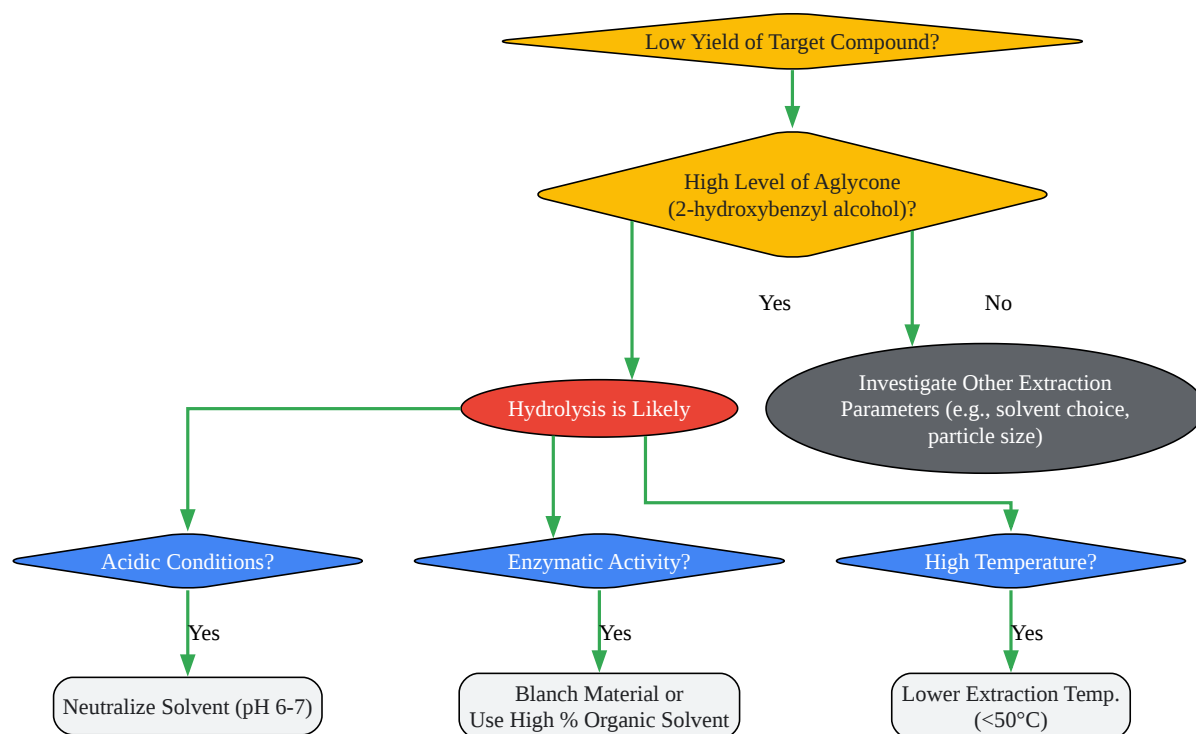 Low Yield of Target Compound?
High Level of Aglycone
(2-hydroxybenzyl alcohol)?
Yes
No
Hydrolysis is Likely
Investigate Other Extraction
Parameters (e.g., solvent choice,
particle size)
Acidic Conditions?
Enzymatic Activity?
High Temperature?
Yes
Yes
Yes
Neutralize Solvent (pH 6-7)
Blanch Material or
Use High % Organic Solvent
Lower Extraction Temp.
(<50°C)